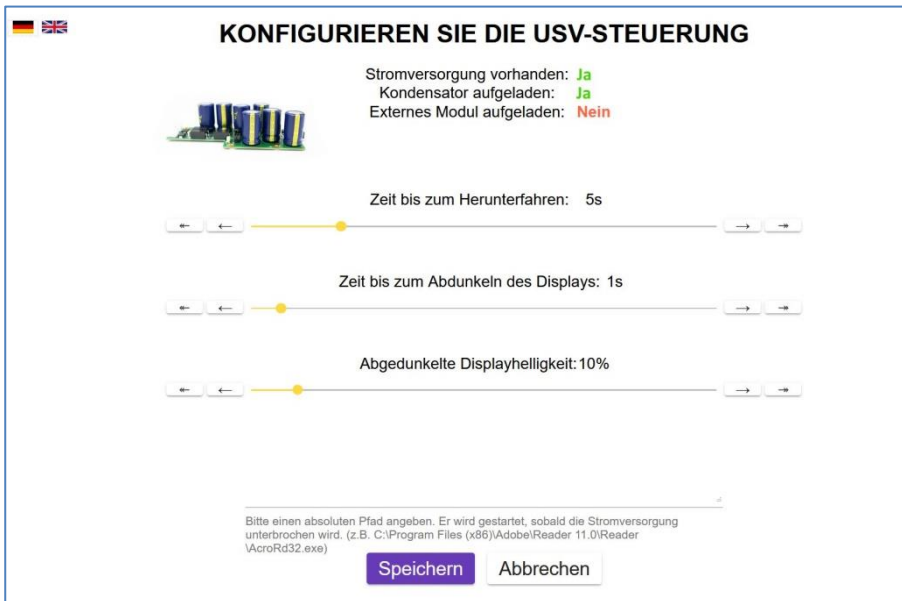 KONFIGURIEREN SIE DIE USV-STEUERUNG
Stromversorgung vorhanden: Ja
Kondensator aufgeladen: Ja
Externes Modul aufgeladen: Nein
Zeit bis zum Herunterfahren: 5s
Zeit bis zum Abdunkeln des Displays: 1s
Abgedunkelte Displayhelligkeit: 10%
Bitte einen absoluten Pfad angeben. Er wird gestartet, sobald die Stromversorgung
unterbrochen wird. (z.B. C:\Program Files (x86)\Adobe\Reader 11.0\Reader
\AcroRd32.exe)
Speichern Abbrechen